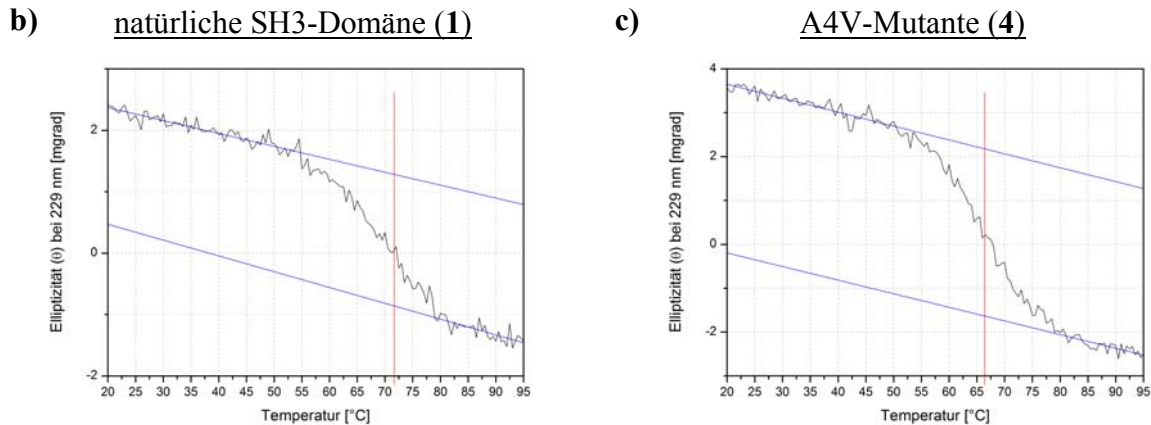 b) natürliche SH3-Domäne (1)
2
0
-2
20 25 30 35 40 45 50 55 60 65 70 75 80 85 90 95
Elliptizität (θ) bei 229 nm [mgrad]
Temperatur [°C]
c) A4V-Mutante (4)
4
2
0
-2
20 25 30 35 40 45 50 55 60 65 70 75 80 85 90 95
Elliptizität (θ) bei 229 nm [mgrad]
Temperatur [°C]